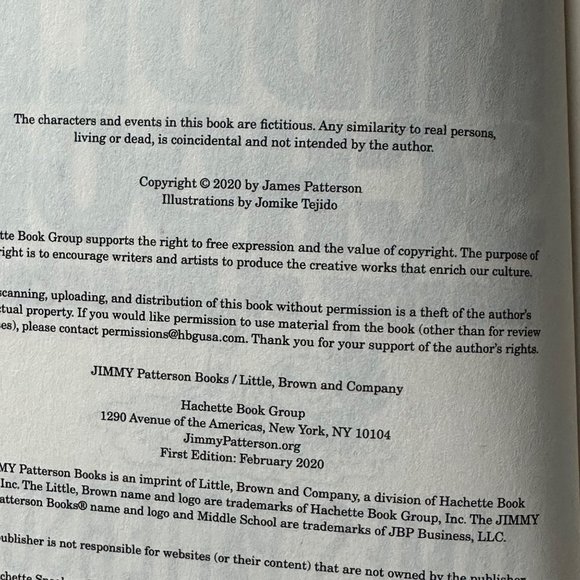 The characters and events in this book are fictitious. Any similarity to real persons,
living or dead, is coincidental and not intended by the author.
Copyright © 2020 by James Patterson
Illustrations by Jomike Tejido
tte Book Group supports the right to free expression and the value of copyright. The purpose of
right is to encourage writers and artists to produce the creative works that enrich our culture.
scanning, uploading, and distribution of this book without permission is a theft of the author's
ctual property. If you would like permission to use material from the book (other than for review
es), please contact permissions@hbgusa.com. Thank you for your support of the author's rights.
JIMMY Patterson Books / Little, Brown and Company
Hachette Book Group
1290 Avenue of the Americas, New York, NY 10104
JimmyPatterson.org
First Edition: February 2020
MY Patterson Books is an imprint of Little, Brown and Company, a division of Hachette Book
Inc. The Little, Brown name and logo are trademarks of Hachette Book Group, Inc. The JIMMY
atterson Books® name and logo and Middle School are trademarks of JBP Business, LLC.
ublisher is not responsible for websites (or their content) that are not owned by the publisher.
chette